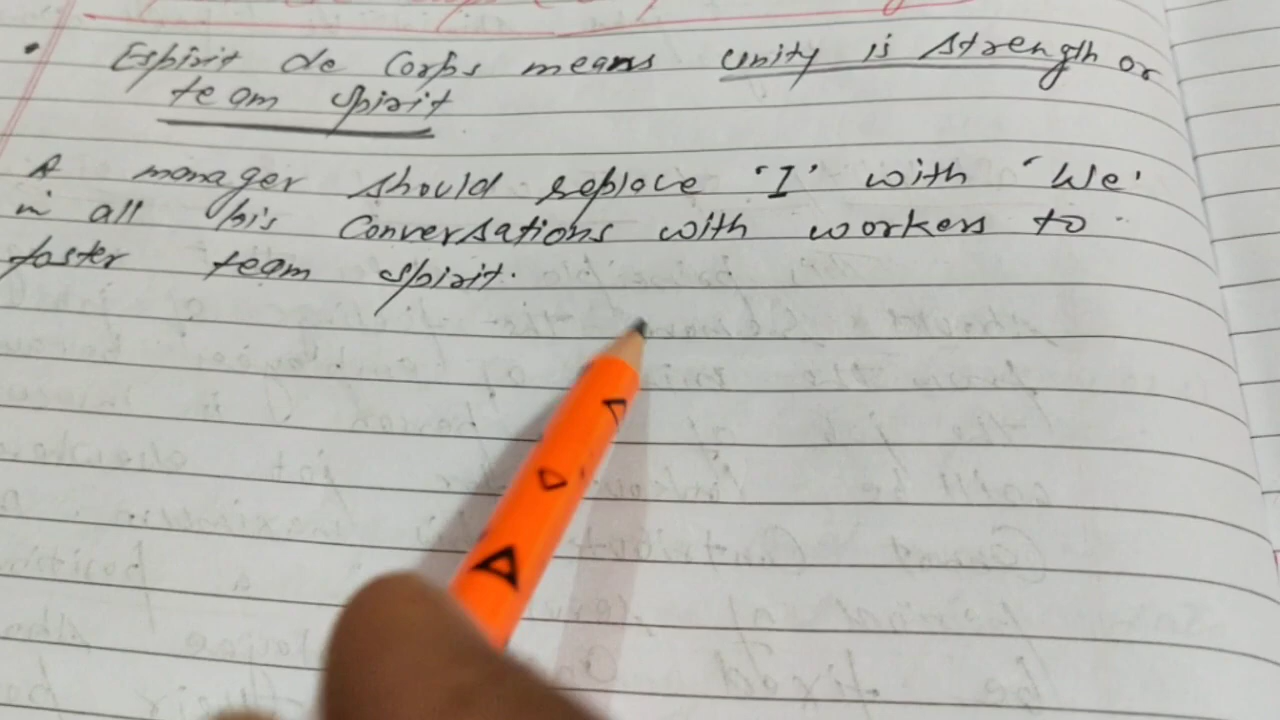 • Espirit de Corps means unity is strength or
team spirit
A manager should replace 'I' with 'We'
in all his Conversations with workers to
foster team spirit.